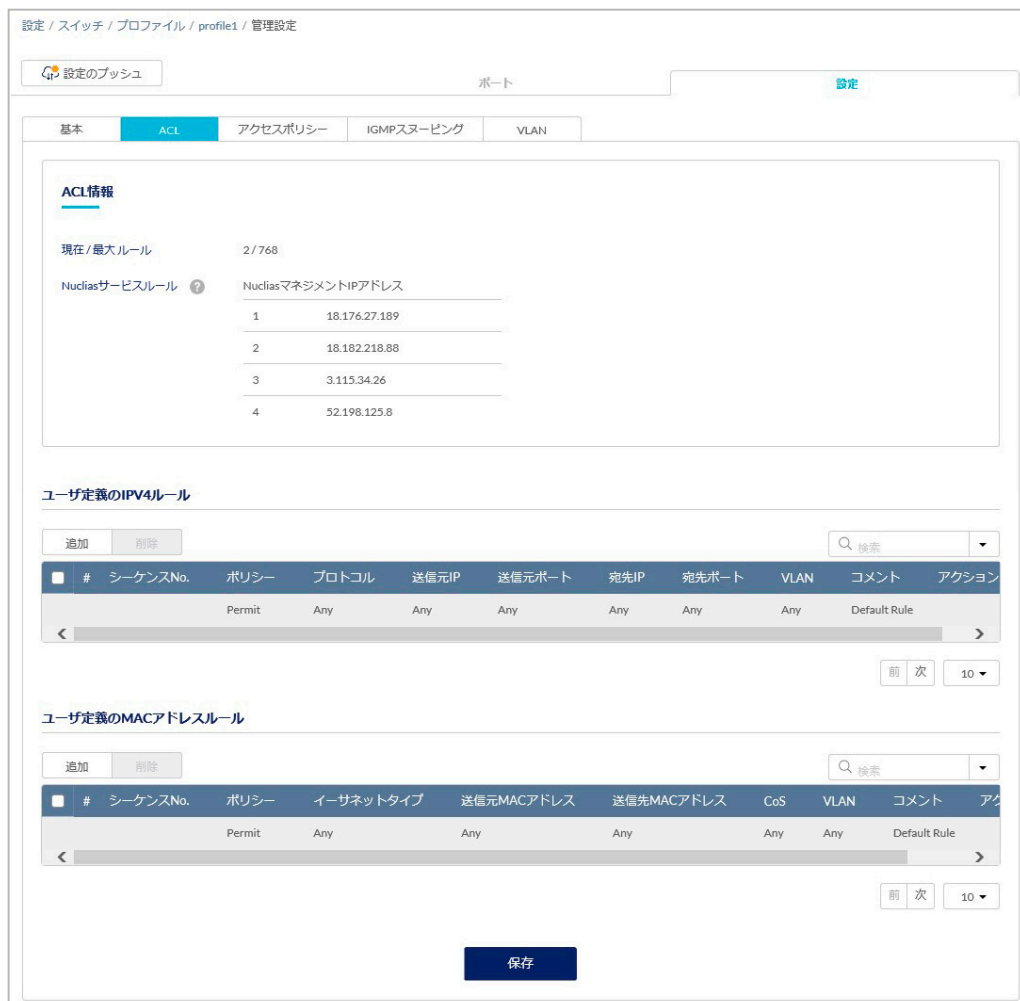 設定 / スイッチ / プロファイル / profile1 / 管理設定
設定のプッシュ
ポート
設定
基本 ACL アクセスポリシー IGMPスヌーピング VLAN
ACL情報
現在/最大ルール 2/768
Nucliasサービスルール ? NucliasマネジメントIPアドレス
1 18.176.27.189
2 18.182.218.88
3 3.115.34.26
4 52.198.125.8
ユーザ定義のIPV4ルール
追加 削除 検索
# シーケンスNo. ポリシー プロトコル 送信元IP 送信元ポート 宛先IP 宛先ポート VLAN コメント アクション
Permit Any Any Any Any Any Any Default Rule
前 次 10
ユーザ定義のMACアドレスルール
追加 削除 検索
# シーケンスNo. ポリシー イーサネットタイプ 送信元MACアドレス 送信先MACアドレス CoS VLAN コメント アク
Permit Any Any Any Any Any Default Rule
前 次 10
保存